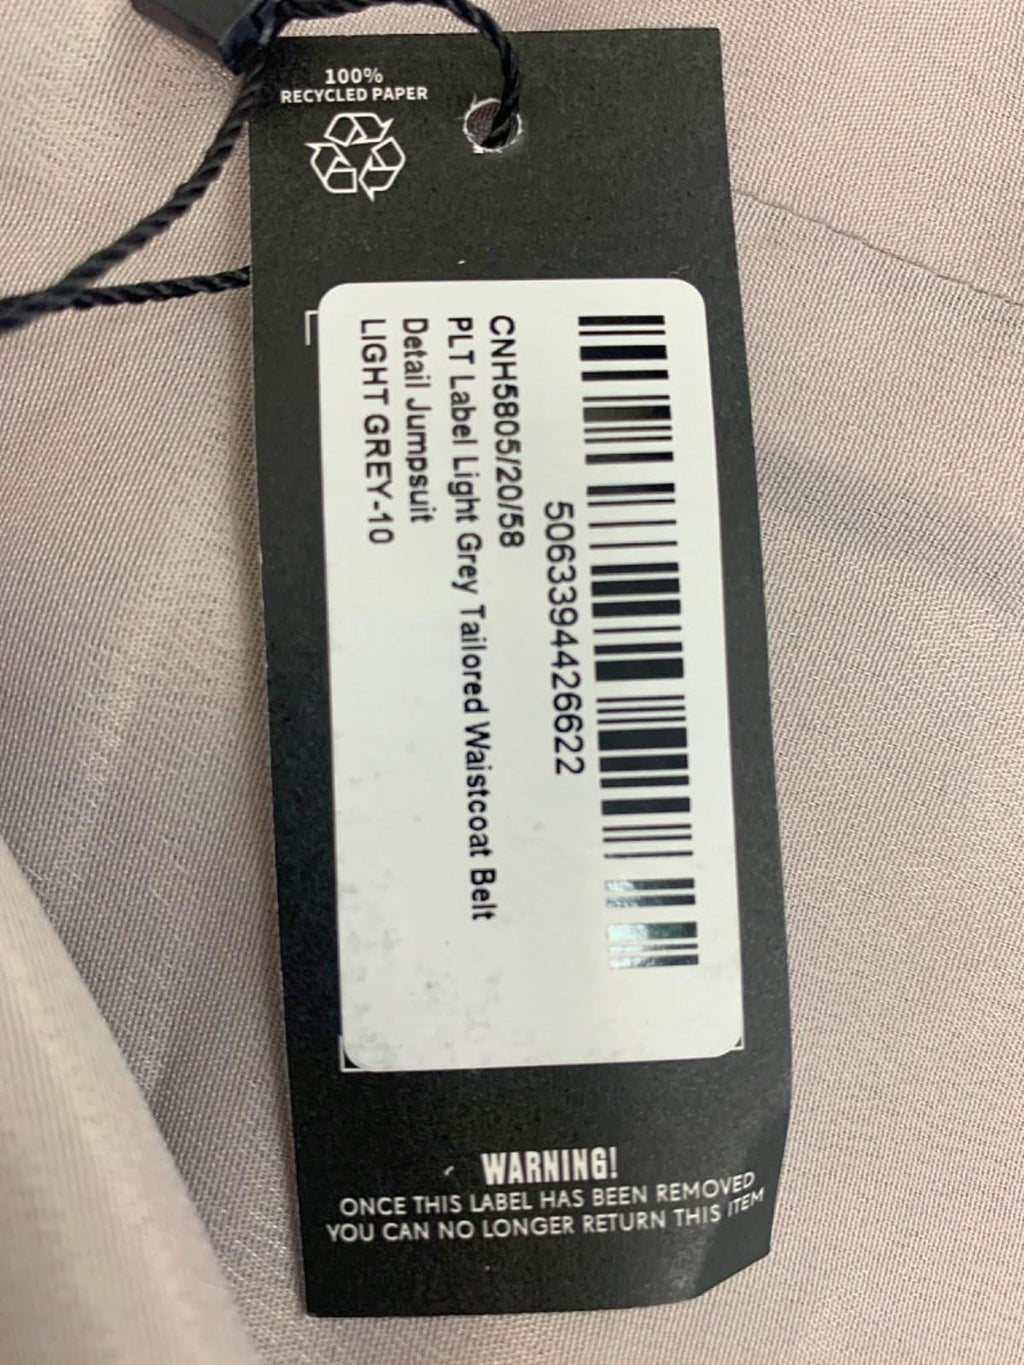 100%
RECYCLED PAPER
5063394426622
CNH5805/20/58
PLT Label Light Grey Tailored Waistcoat Belt
Detail Jumpsuit
LIGHT GREY-10
WARNING!
ONCE THIS LABEL HAS BEEN REMOVED
YOU CAN NO LONGER RETURN THIS ITEM